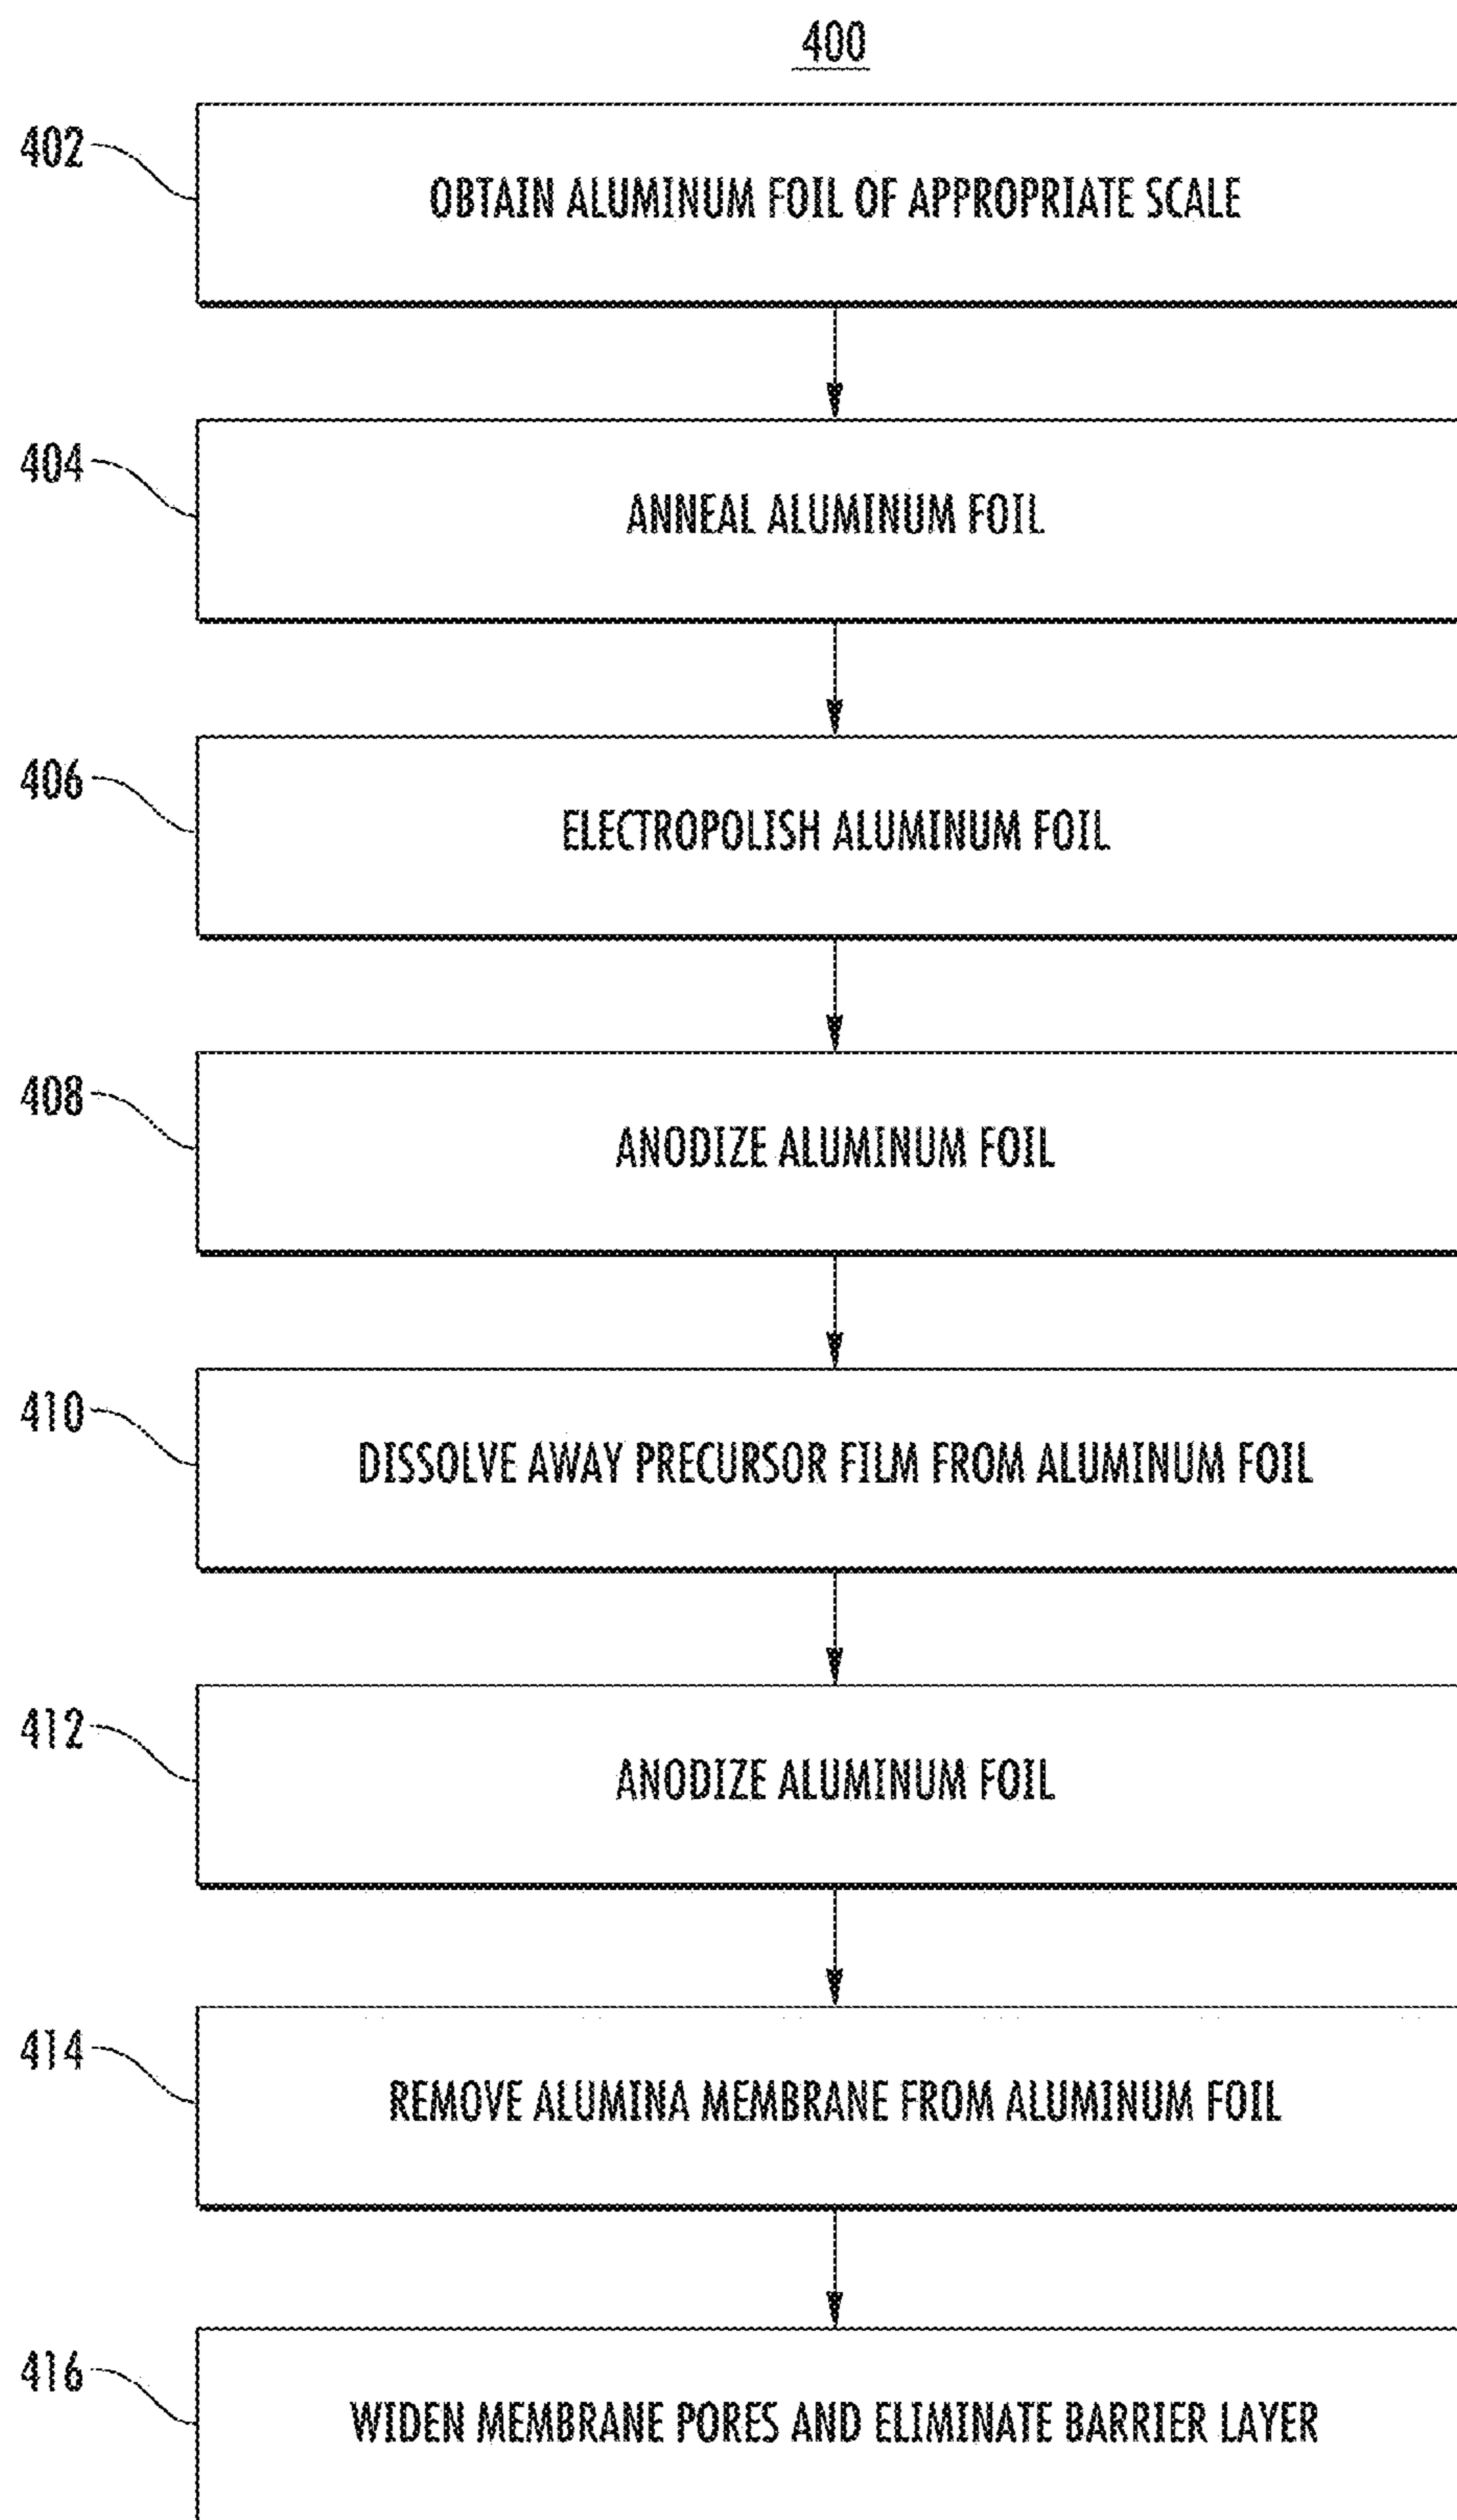 400
402
OBTAIN ALUMINUM FOIL OF APPROPRIATE SCALE
404
ANNEAL ALUMINUM FOIL
406
ELECTROPOLISH ALUMINUM FOIL
408
ANODIZE ALUMINUM FOIL
410
DISSOLVE AWAY PRECURSOR FILM FROM ALUMINUM FOIL
412
ANODIZE ALUMINUM FOIL
414
REMOVE ALUMINA MEMBRANE FROM ALUMINUM FOIL
416
WIDEN MEMBRANE PORES AND ELIMINATE BARRIER LAYER